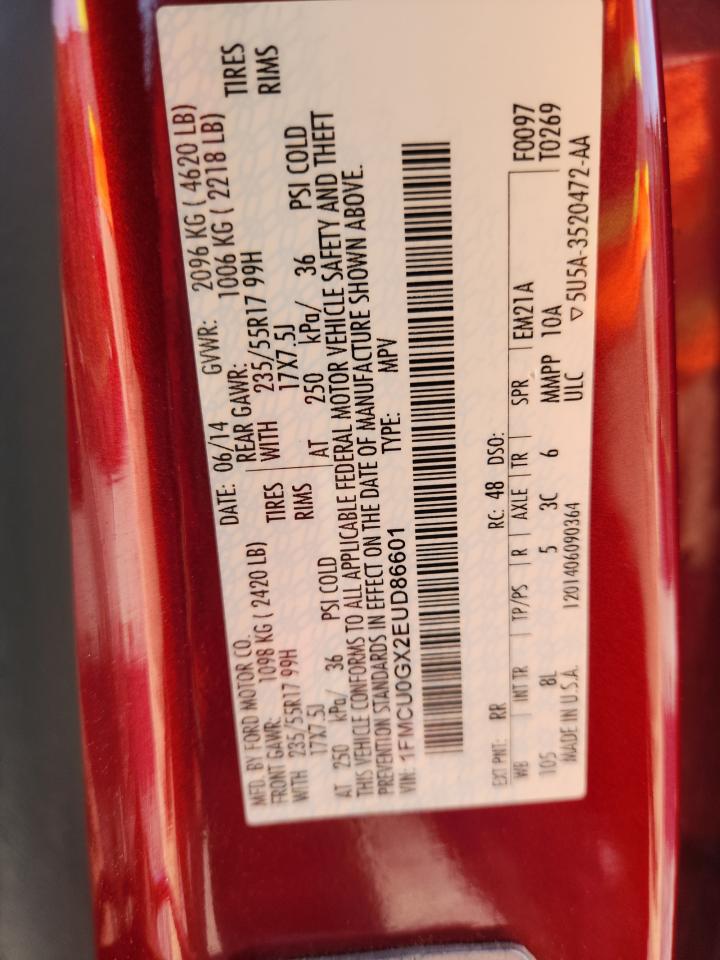 MFD. BY FORD MOTOR CO. DATE: 06/14 GVWR: 2096 KG ( 4620 LB)
FRONT GAWR: 1098 KG ( 2420 LB) REAR GAWR: 1006 KG ( 2218 LB)
WITH 235/55R17 99H TIRES WITH 235/55R17 99H TIRES
17X7.5J RIMS 17X7.5J RIMS
AT 250 kPa/ 36 PSI COLD AT 250 kPa/ 36 PSI COLD
THIS VEHICLE CONFORMS TO ALL APPLICABLE FEDERAL MOTOR VEHICLE SAFETY AND THEFT
PREVENTION STANDARDS IN EFFECT ON THE DATE OF MANUFACTURE SHOWN ABOVE.
VIN: 1FMCU0GX2EUD86601 TYPE: MPV
EXT PNT: RR RC: 48 DSO: F0097
WB INT TR TP/PS R AXLE TR SPR EM21A T0269
105 8L 5 3C 6 MMPP 10A
MADE IN U.S.A. 1201406090364 ULC ▽5U5A-3520472-AA